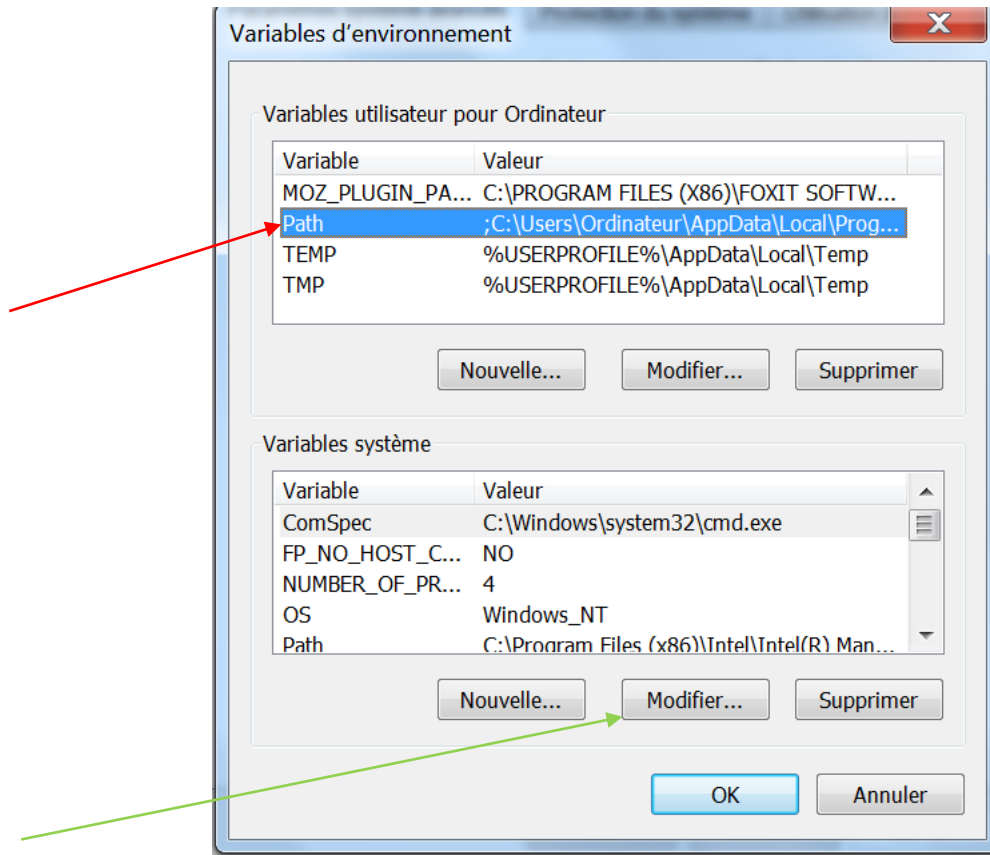 Protection du système
Variables d'environnement
Variables utilisateur pour Ordinateur
Variable Valeur
MOZ_PLUGIN_PA... C:\PROGRAM FILES (X86)\FOXIT SOFTW...
Path ;C:\Users\Ordinateur\AppData\Local\Prog...
TEMP %USERPROFILE%\AppData\Local\Temp
TMP %USERPROFILE%\AppData\Local\Temp
Nouvelle... Modifier... Supprimer
Variables système
Variable Valeur
ComSpec C:\Windows\system32\cmd.exe
FP_NO_HOST_C... NO
NUMBER_OF_PR... 4
OS Windows_NT
Path C:\Program Files (x86)\Intel\Intel(R) Man...
Nouvelle... Modifier... Supprimer
OK Annuler